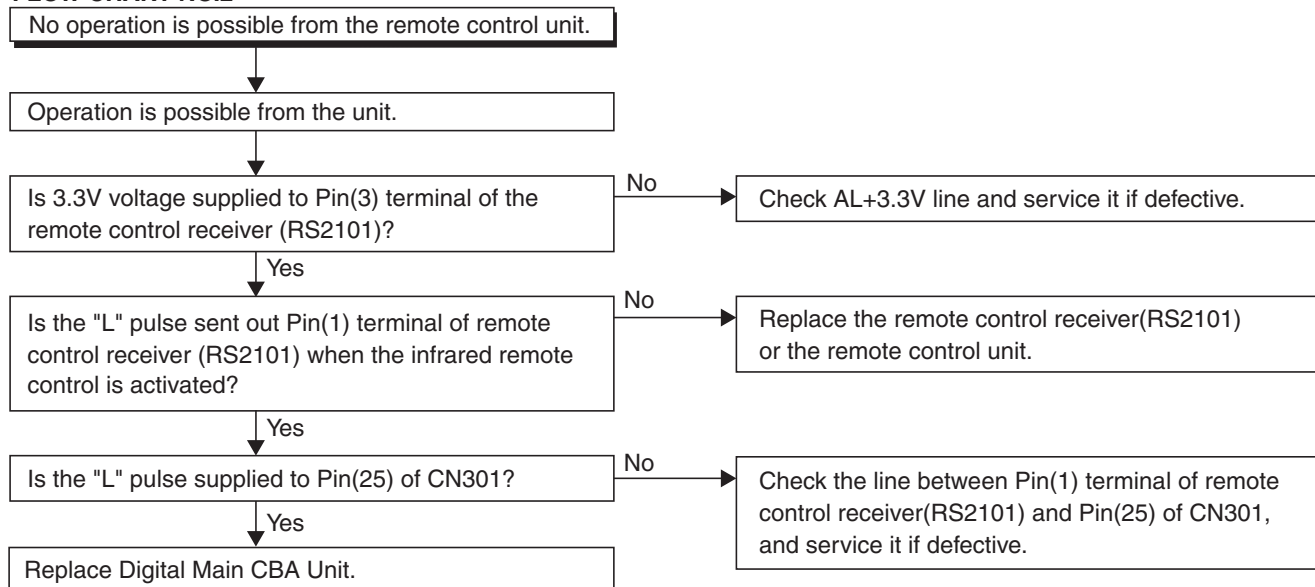 No operation is possible from the remote control unit.
Operation is possible from the unit.
Is 3.3V voltage supplied to Pin(3) terminal of the
remote control receiver (RS2101)?
No
Check AL+3.3V line and service it if defective.
Yes
Is the "L" pulse sent out Pin(1) terminal of remote
control receiver (RS2101) when the infrared remote
control is activated?
No
Replace the remote control receiver(RS2101)
or the remote control unit.
Yes
Is the "L" pulse supplied to Pin(25) of CN301?
No
Check the line between Pin(1) terminal of remote
control receiver(RS2101) and Pin(25) of CN301,
and service it if defective.
Yes
Replace Digital Main CBA Unit.